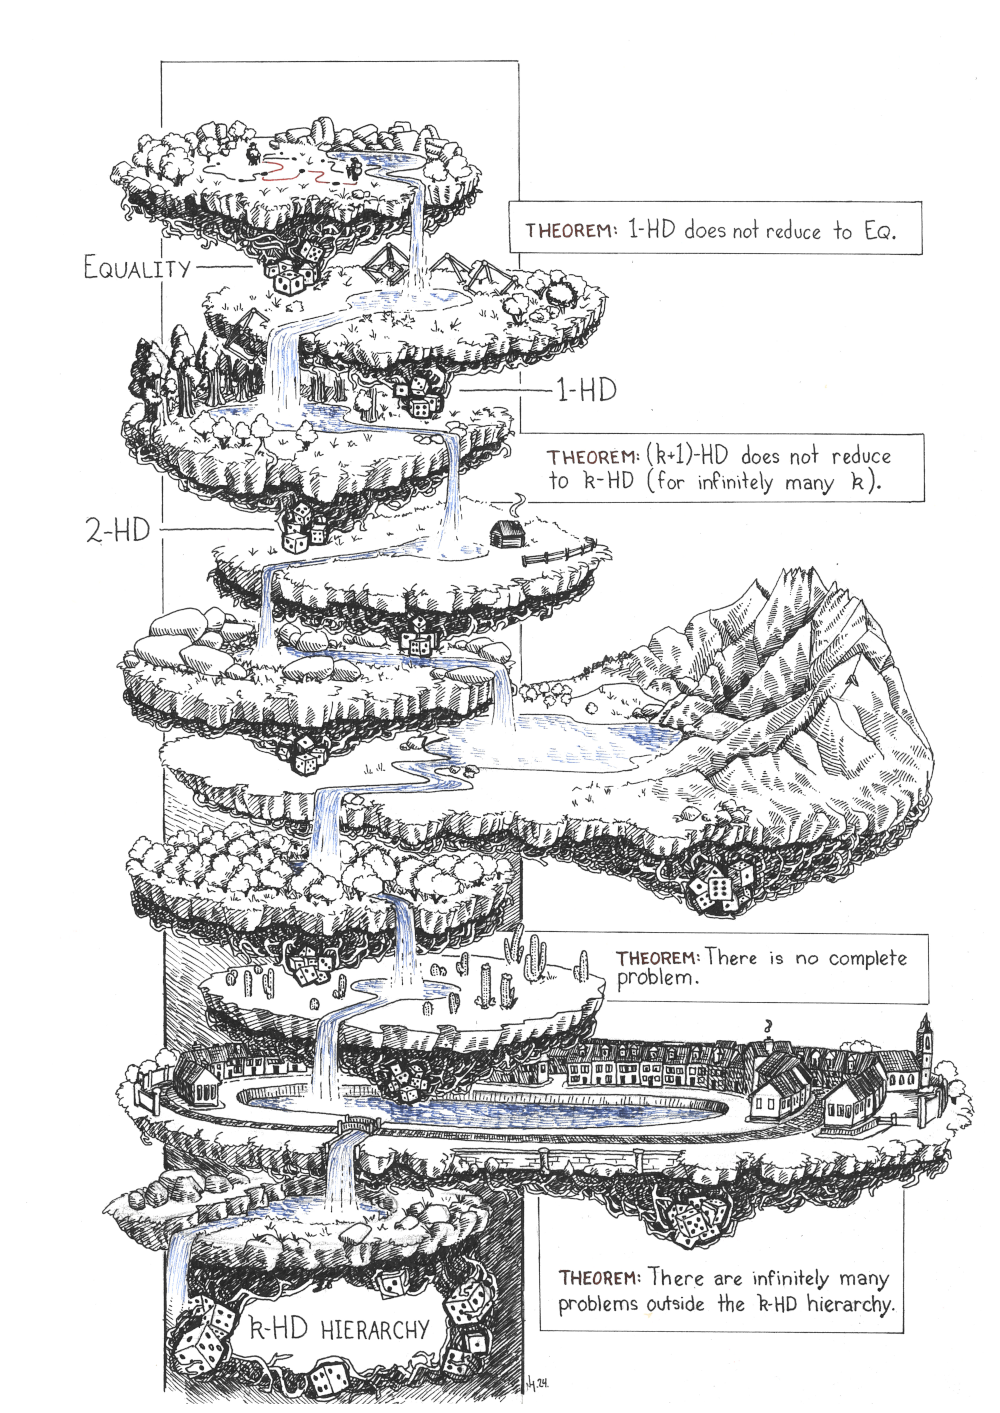 THEOREM: 1-HD does not reduce to EQ.
EQUALITY
1-HD
THEOREM: (k+1)-HD does not reduce
to k-HD (for infinitely many k).
2-HD
THEOREM: There is no complete
problem.
THEOREM: There are infinitely many
problems outside the k-HD hierarchy.
k-HD HIERARCHY